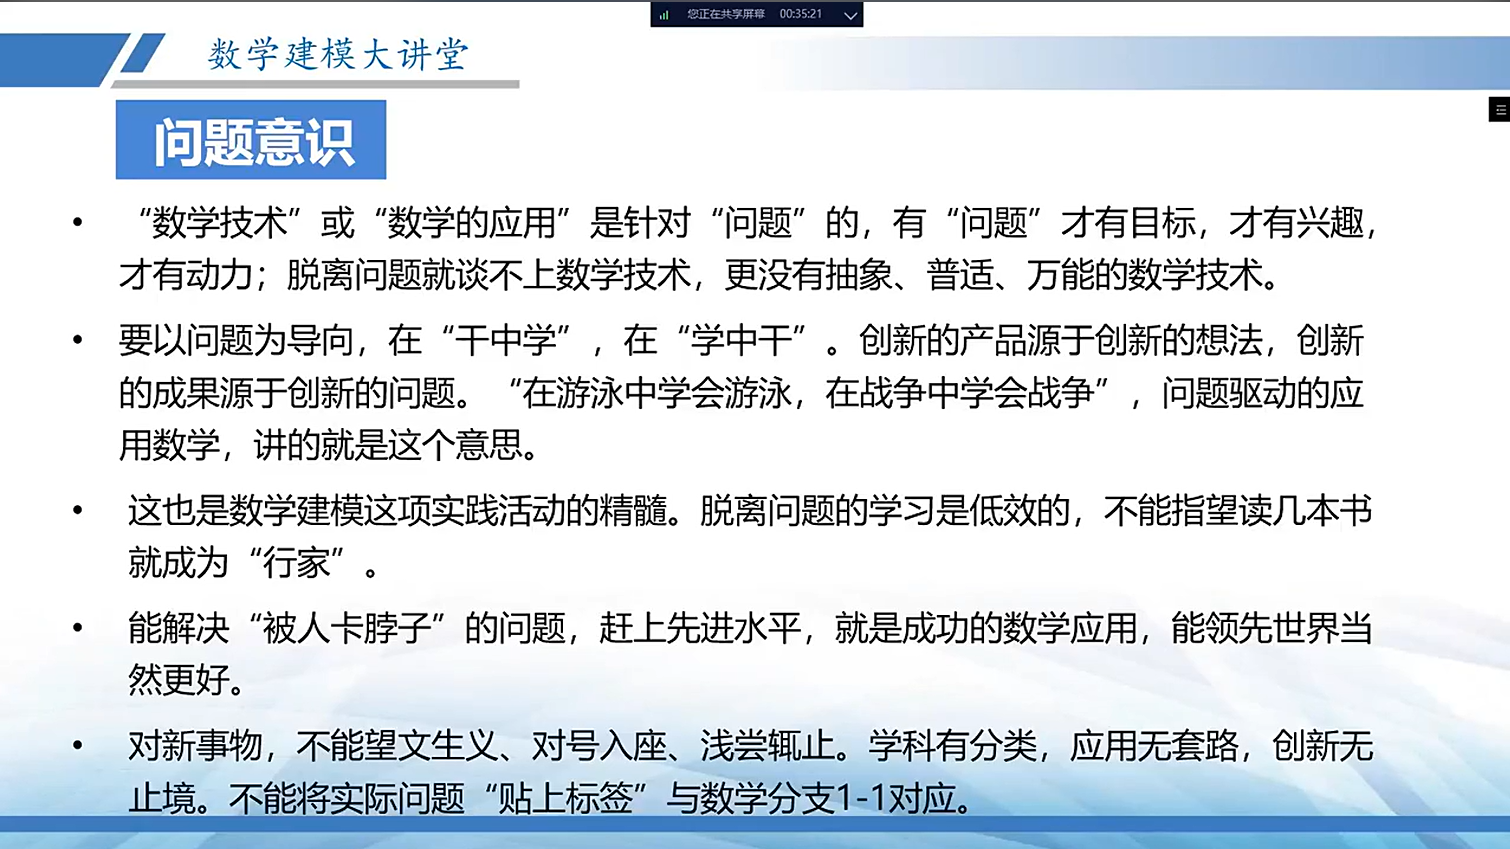 您正在共享屏幕 00:35:21
数学建模大讲堂
问题意识
• “数学技术”或“数学的应用”是针对“问题”的，有“问题”才有目标，才有兴趣，
才有动力；脱离问题就谈不上数学技术，更没有抽象、普适、万能的数学技术。
• 要以问题为导向，在“干中学”，在“学中干”。创新的产品源于创新的想法，创新
的成果源于创新的问题。“在游泳中学会游泳，在战争中学会战争”，问题驱动的应
用数学，讲的就是这个意思。
• 这也是数学建模这项实践活动的精髓。脱离问题的学习是低效的，不能指望读几本书
就成为“行家”。
• 能解决“被人卡脖子”的问题，赶上先进水平，就是成功的数学应用，能领先世界当
然更好。
• 对新事物，不能望文生义、对号入座、浅尝辄止。学科有分类，应用无套路，创新无
止境。不能将实际问题“贴上标签”与数学分支1-1对应。